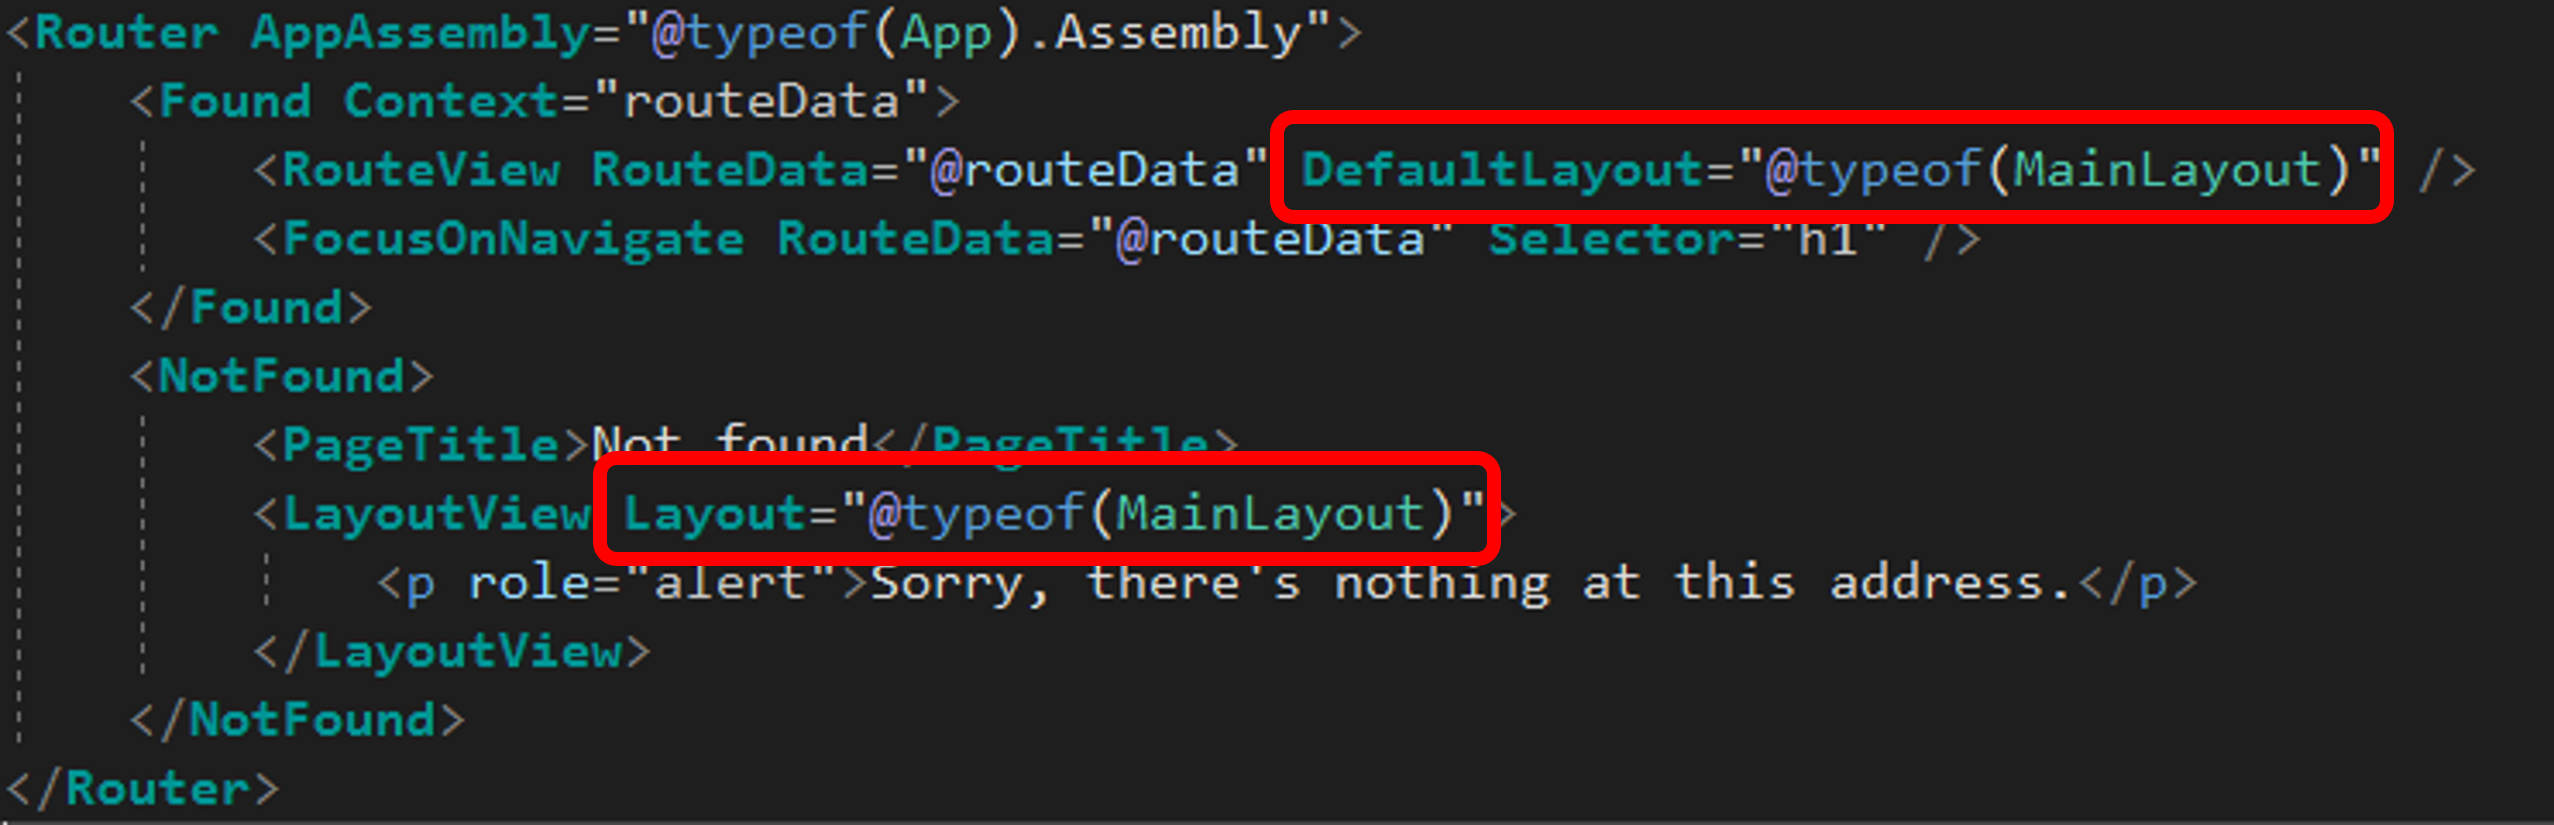 <Router AppAssembly="@typeof(App).Assembly">
<Found Context="routeData">
<RouteView RouteData="@routeData" DefaultLayout="@typeof(MainLayout)" />
<FocusOnNavigate RouteData="@routeData" Selector="h1" />
</Found>
<NotFound>
<PageTitle>Not found</PageTitle>
<LayoutView Layout="@typeof(MainLayout)">
<p role="alert">Sorry, there's nothing at this address.</p>
</LayoutView>
</NotFound>
</Router>